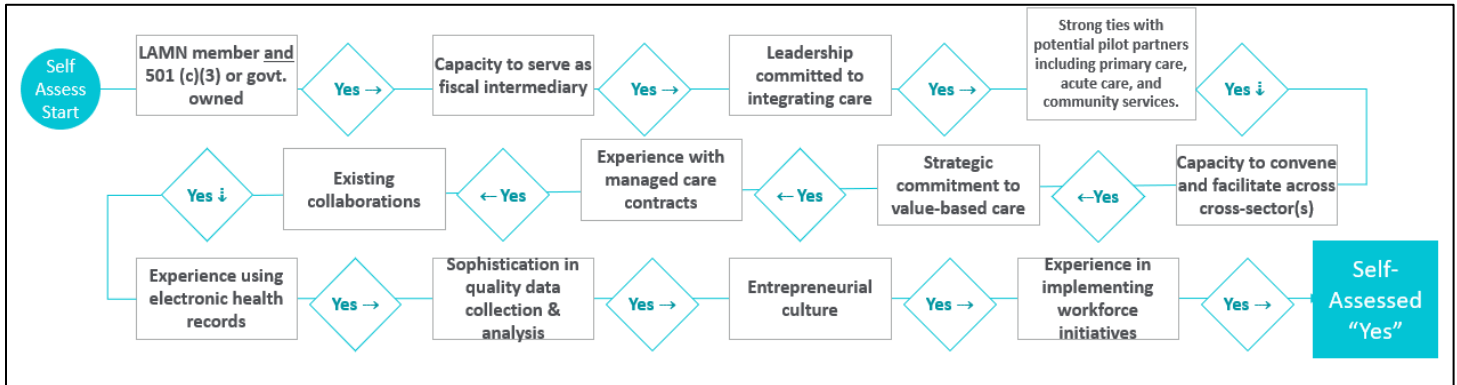 Self
Assess
Start
LAMN member and
501 (c)(3) or govt.
owned
Yes →
Capacity to serve as
fiscal intermediary
Yes →
Leadership
committed to
integrating care
Yes →
Strong ties with
potential pilot partners
including primary care,
acute care, and
community services.
Yes ⇣
Capacity to convene
and facilitate across
cross-sector(s)
←Yes
Strategic
commitment to
value-based care
← Yes
Experience with
managed care
contracts
← Yes
Existing
collaborations
Yes ⇣
Experience using
electronic health
records
Yes →
Sophistication in
quality data
collection &
analysis
Yes →
Entrepreneurial
culture
Yes →
Experience in
implementing
workforce
initiatives
Yes →
Self-
Assessed
“Yes”